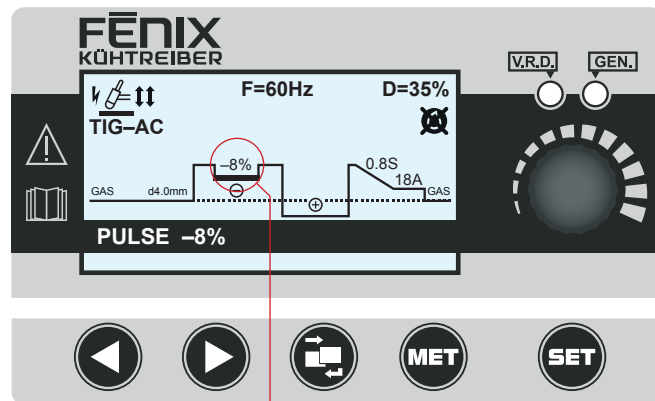 FĒNIX
KÜHTREIBER
V.R.D.
GEN.
F=60Hz
D=35%
TIG–AC
–8%
0.8S
18A
GAS
d4.0mm
GAS
PULSE –8%
MET
SET